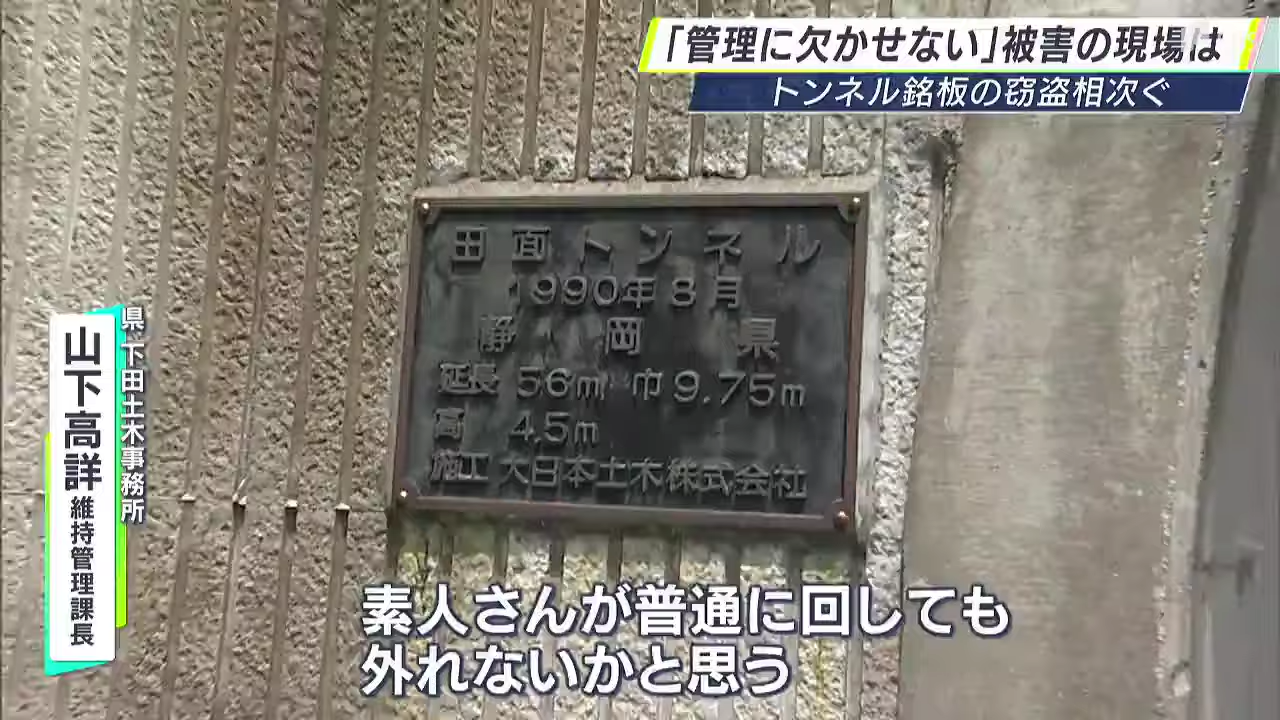 「管理に欠かせない」被害の現場は
トンネル銘板の窃盗相次ぐ
田面トンネル
1990年8月
静岡県
延長 56m 巾9.75m
高 4.5m
施工 大日本土木株式会社
県 下田土木事務所
山下高詳 維持管理課長
素人さんが普通に回しても
外れないかと思う